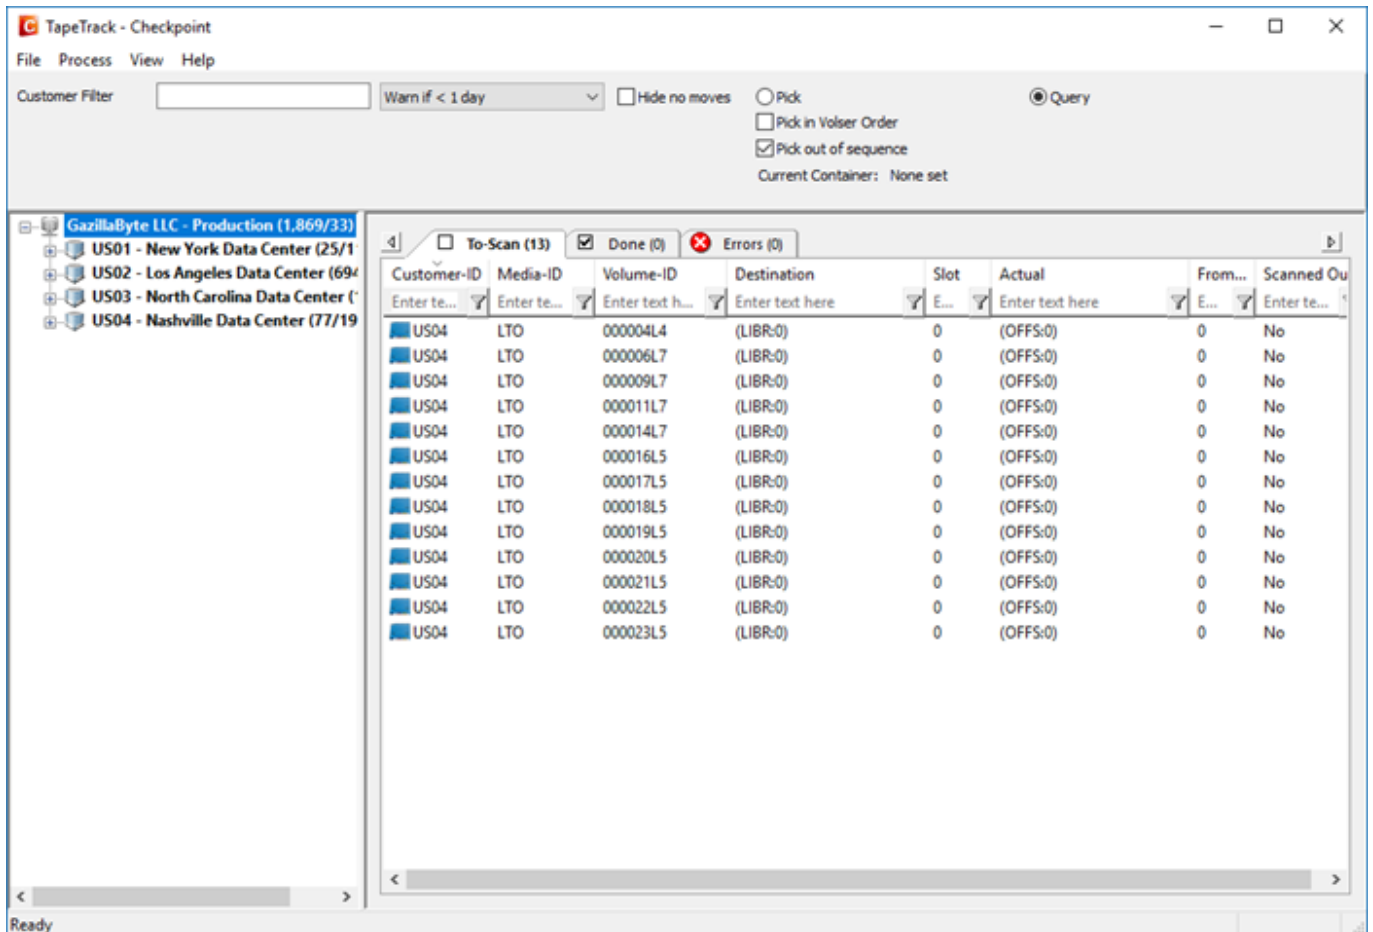 TapeTrack - Checkpoint
File Process View Help
Customer Filter Warn if < 1 day Hide no moves Pick Query
Pick in Volser Order
Pick out of sequence
Current Container: None set
GazillaByte LLC - Production (1,869/33)
US01 - New York Data Center (25/1
US02 - Los Angeles Data Center (694
US03 - North Carolina Data Center (
US04 - Nashville Data Center (77/19
To-Scan (13) Done (0) Errors (0)
Customer-ID Media-ID Volume-ID Destination Slot Actual From... Scanned Ou
Enter te... Enter te... Enter text h... Enter text here E... Enter text here E... Enter te...
US04 LTO 000004L4 (LIBR:0) 0 (OFFS:0) 0 No
US04 LTO 000006L7 (LIBR:0) 0 (OFFS:0) 0 No
US04 LTO 000009L7 (LIBR:0) 0 (OFFS:0) 0 No
US04 LTO 000011L7 (LIBR:0) 0 (OFFS:0) 0 No
US04 LTO 000014L7 (LIBR:0) 0 (OFFS:0) 0 No
US04 LTO 000016L5 (LIBR:0) 0 (OFFS:0) 0 No
US04 LTO 000017L5 (LIBR:0) 0 (OFFS:0) 0 No
US04 LTO 000018L5 (LIBR:0) 0 (OFFS:0) 0 No
US04 LTO 000019L5 (LIBR:0) 0 (OFFS:0) 0 No
US04 LTO 000020L5 (LIBR:0) 0 (OFFS:0) 0 No
US04 LTO 000021L5 (LIBR:0) 0 (OFFS:0) 0 No
US04 LTO 000022L5 (LIBR:0) 0 (OFFS:0) 0 No
US04 LTO 000023L5 (LIBR:0) 0 (OFFS:0) 0 No
Ready